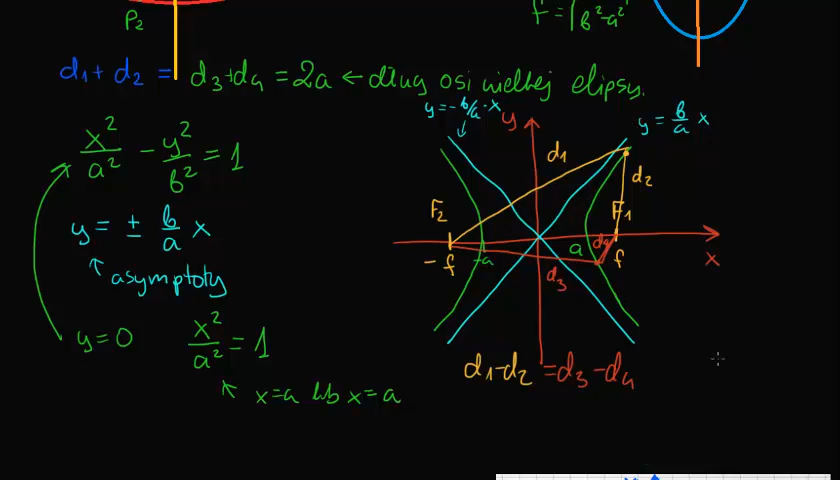 P₂
f = √b²-a²
d₁ + d₂ = d₃+d₄ = 2a ← dług osi wielkej elipsy.
x²/a² - y²/b² = 1
y = ± b/a x
↑ asymptoty
y=0 x²/a² = 1
x=a lub x=a
y=-b/a·x
y
y = b/a x
d₁
d₂
F₂
F₁
-f
-a
a
d₄
f
x
d₃
d₁-d₂ = d₃-d₄